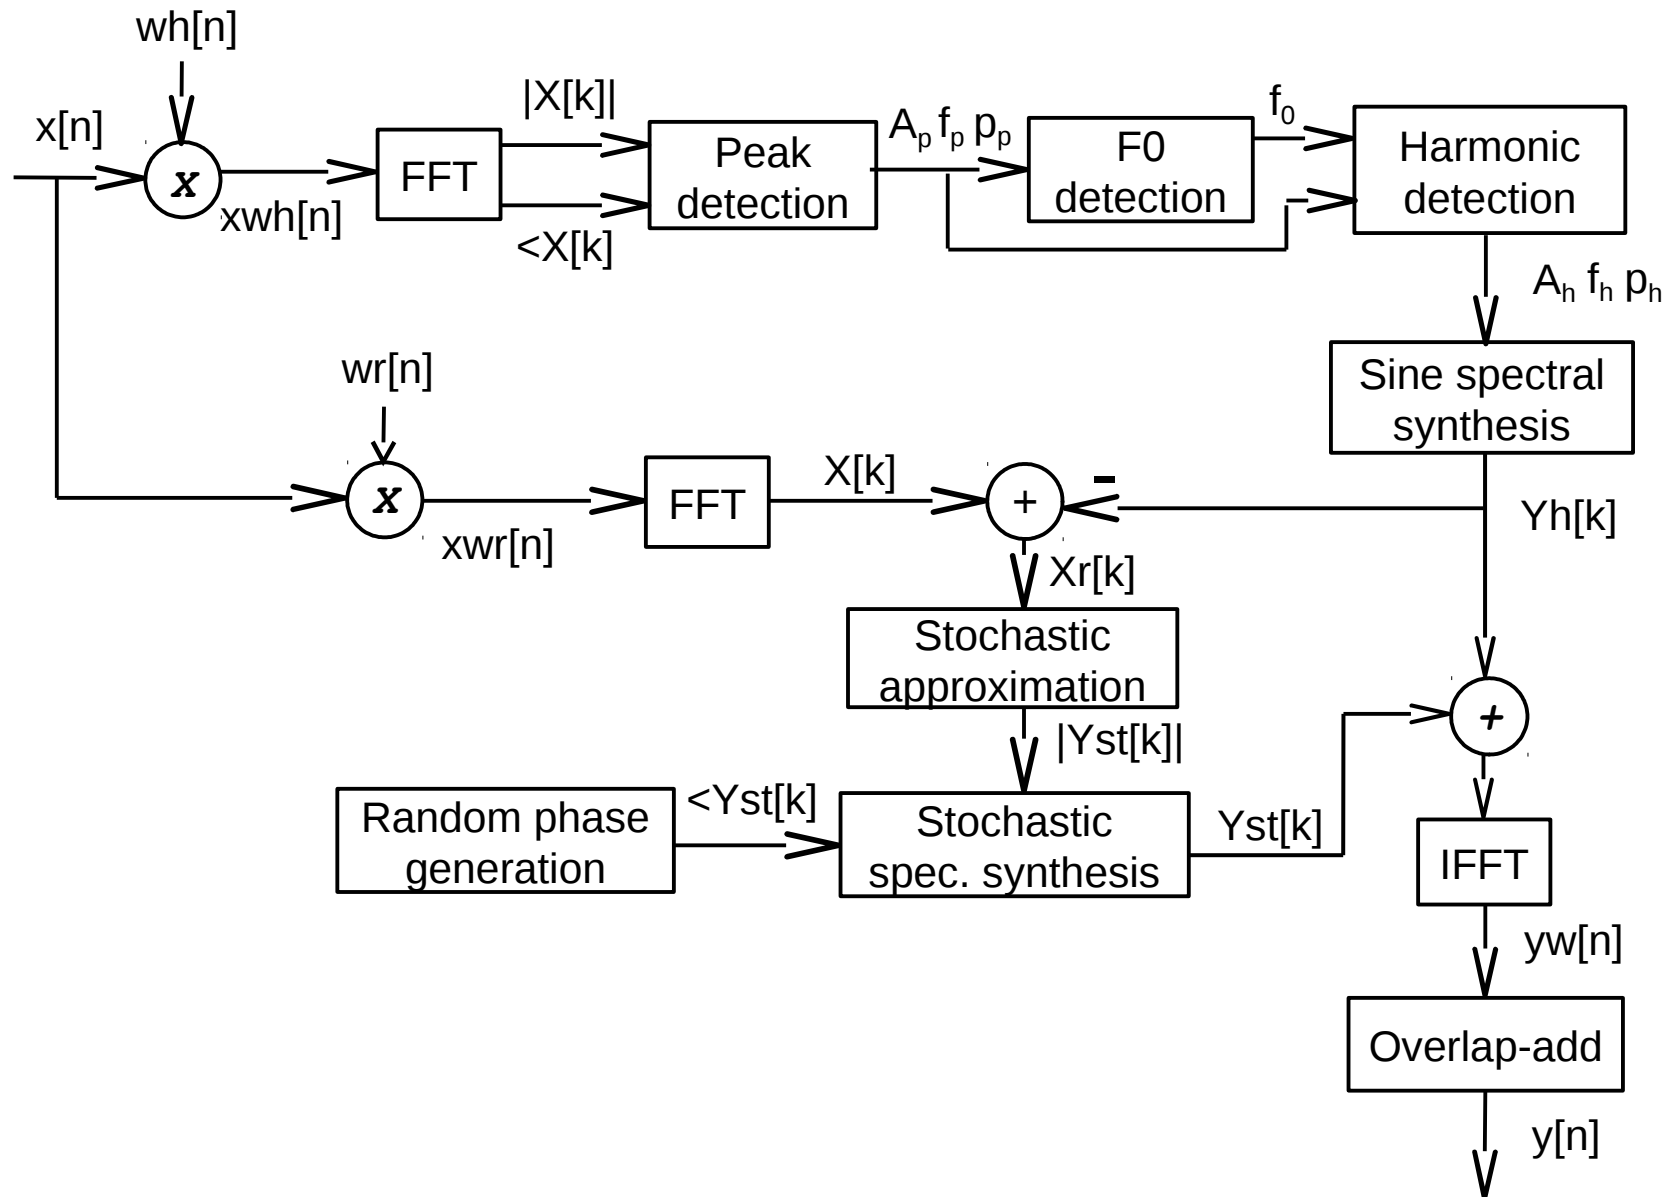 wh[n]
x[n]
x
xwh[n]
FFT
|X[k]|
<X[k]
Peak
detection
Ap fp pp
F0
detection
f0
Harmonic
detection
Ah fh ph
Sine spectral
synthesis
Yh[k]
wr[n]
x
xwr[n]
FFT
X[k]
+
-
Xr[k]
Stochastic
approximation
|Yst[k]|
Random phase
generation
<Yst[k]
Stochastic
spec. synthesis
Yst[k]
+
IFFT
yw[n]
Overlap-add
y[n]